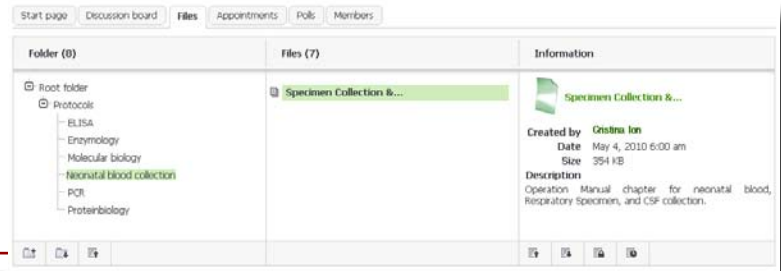 Start page Discussion board Files Appointments Polls Members
Folder (8) Files (7) Information
Root folder
Protocols
ELISA
Enzymology
Molecular biology
Neonatal blood collection
PCR
Proteinbiology
Specimen Collection &...
Specimen Collection &...
Created by Cristina Ion
Date May 4, 2010 6:00 am
Size 354 KB
Description
Operation Manual chapter for neonatal blood,
Respiratory Specimen, and CSF collection.